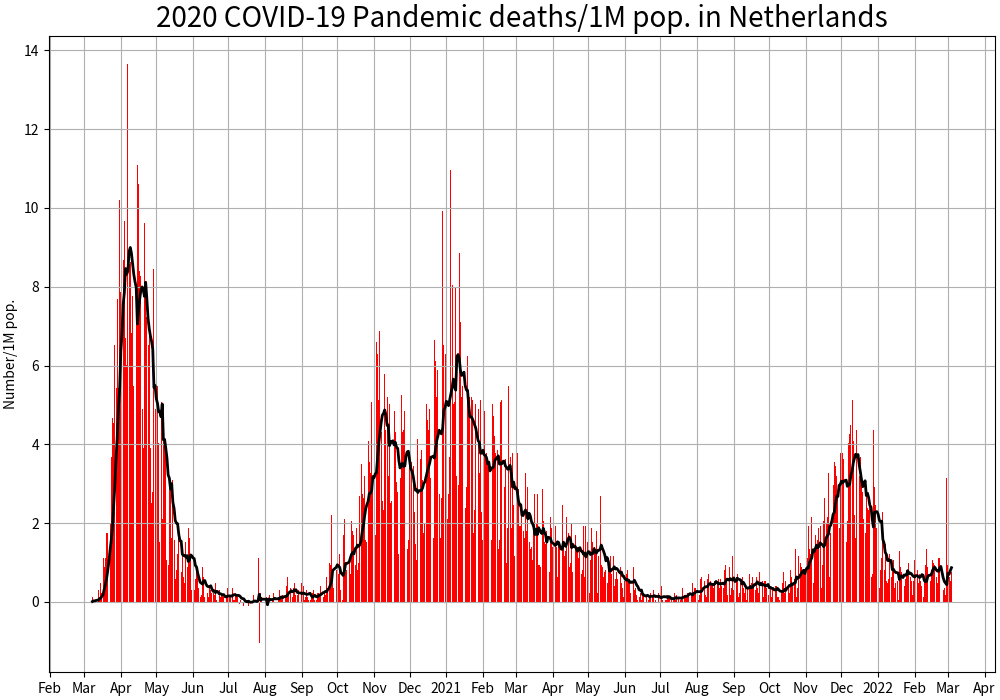 2020 COVID-19 Pandemic deaths/1M pop. in Netherlands
Number/1M pop.
14
12
10
8
6
4
2
0
Feb Mar Apr May Jun Jul Aug Sep Oct Nov Dec 2021 Feb Mar Apr May Jun Jul Aug Sep Oct Nov Dec 2022 Feb Mar Apr